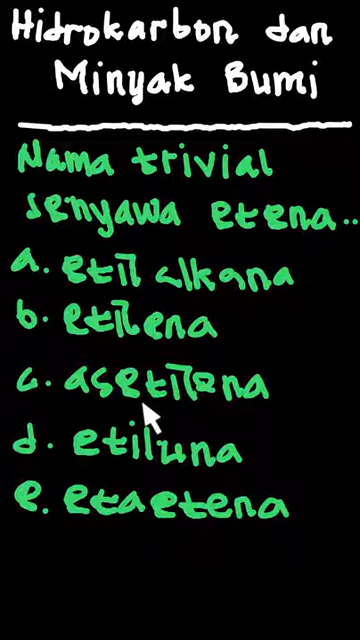 Hidrokarbon dan
Minyak Bumi
Nama trivial
senyawa etena..
a. etil alkana
b. etilena
c. asetilena
d. etiluna
e. etaetena